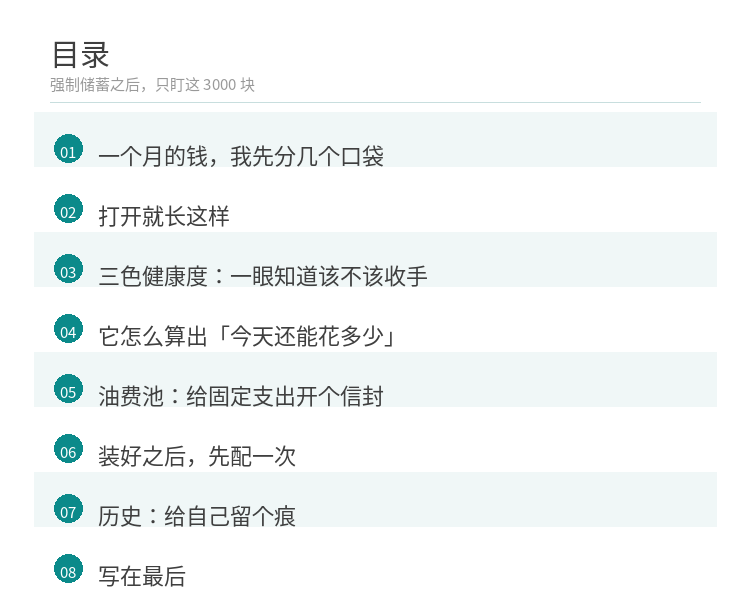 目录
强制储蓄之后，只盯这 3000 块
01 一个月的钱，我先分几个口袋
02 打开就长这样
03 三色健康度：一眼知道该不该收手
04 它怎么算出「今天还能花多少」
05 油费池：给固定支出开个信封
06 装好之后，先配一次
07 历史：给自己留个痕
08 写在最后